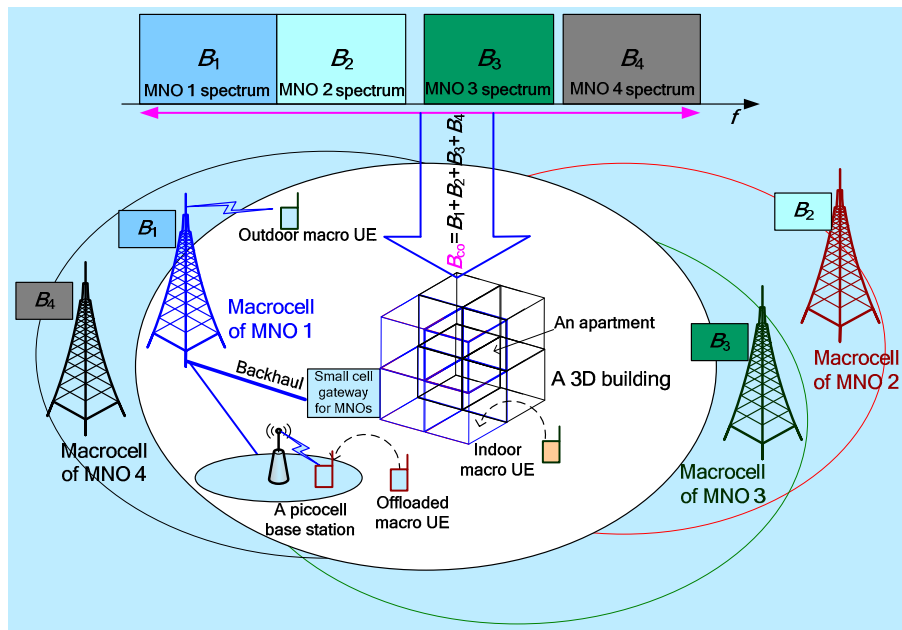 B1
B2
B3
B4
MNO 1 spectrum
MNO 2 spectrum
MNO 3 spectrum
MNO 4 spectrum
f
Bco = B1 + B2 + B3 + B4
B1
Outdoor macro UE
B2
B4
Macrocell
of MNO 1
An apartment
B3
Macrocell
of MNO 2
Backhaul
Small cell
gateway
for MNOs
A 3D building
Macrocell
of MNO 4
Indoor
macro UE
Macrocell
of MNO 3
A picocell
base station
Offloaded
macro UE